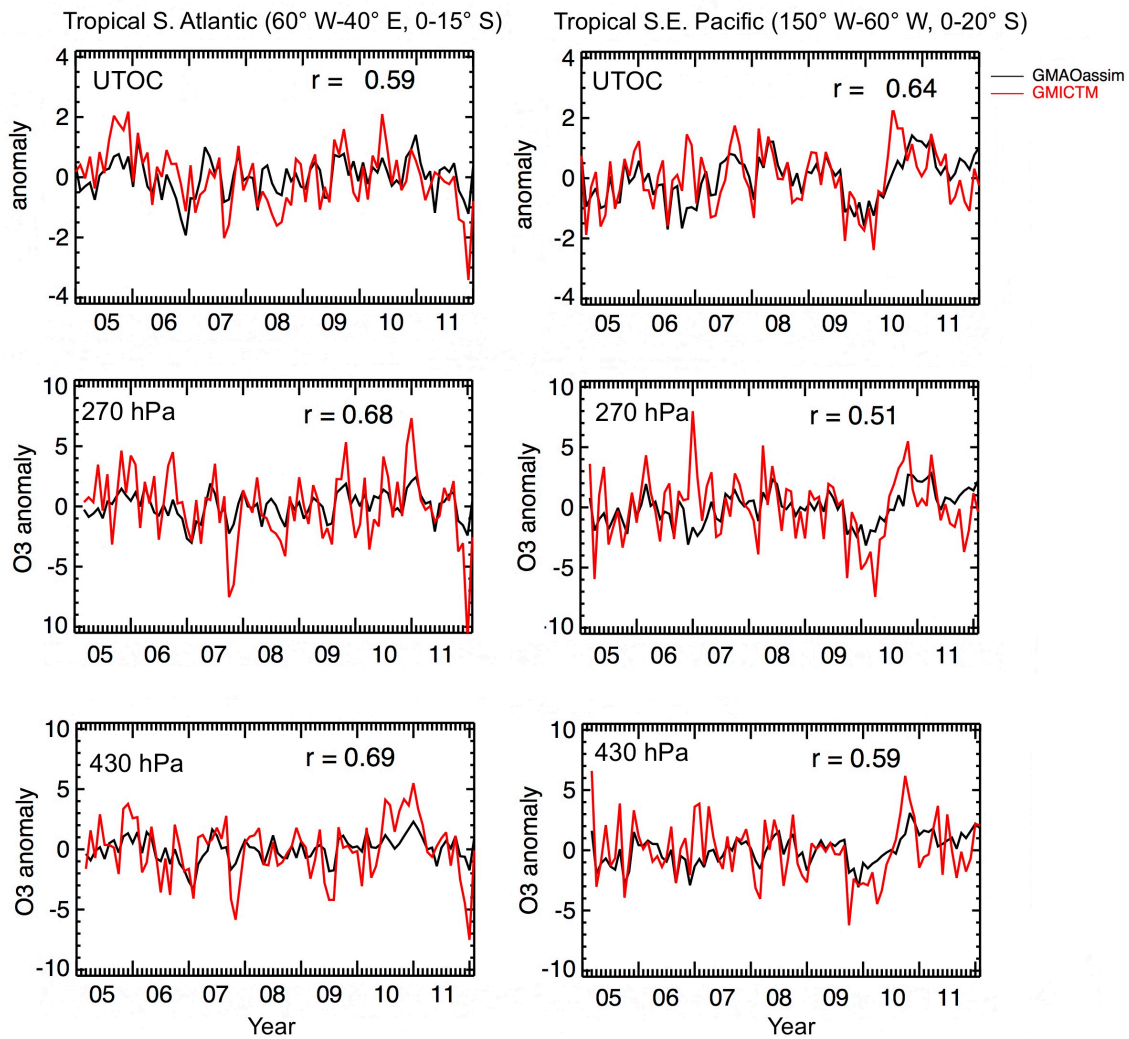 Tropical S. Atlantic (60° W-40° E, 0-15° S)
Tropical S.E. Pacific (150° W-60° W, 0-20° S)
4
2
0
-2
-4
anomaly
UTOC
r = 0.59
05 06 07 08 09 10 11
4
2
0
-2
-4
anomaly
UTOC
r = 0.64
05 06 07 08 09 10 11
GMAOassim
GMICTM
10
5
0
-5
10
O3 anomaly
270 hPa
r = 0.68
05 06 07 08 09 10 11
10
5
0
-5
-10
O3 anomaly
270 hPa
r = 0.51
05 06 07 08 09 10 11
10
5
0
-5
-10
O3 anomaly
430 hPa
r = 0.69
05 06 07 08 09 10 11
Year
10
5
0
-5
-10
O3 anomaly
430 hPa
r = 0.59
05 06 07 08 09 10 11
Year